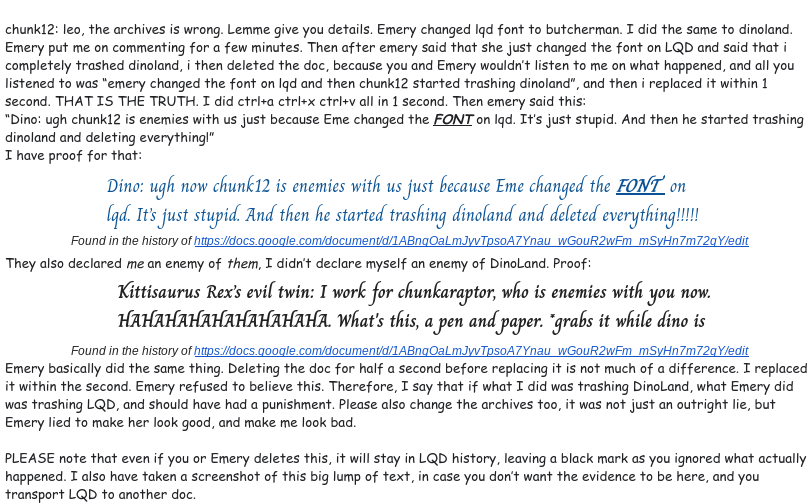 chunk12: leo, the archives is wrong. Lemme give you details. Emery changed lqd font to butcherman. I did the same to dinoland.
Emery put me on commenting for a few minutes. Then after emery said that she just changed the font on LQD and said that i
completely trashed dinoland, i then deleted the doc, because you and Emery wouldn't listen to me on what happened, and all you
listened to was “emery changed the font on lqd and then chunk12 started trashing dinoland”, and then i replaced it within 1
second. THAT IS THE TRUTH. I did ctrl+a ctrl+x ctrl+v all in 1 second. Then emery said this:
“Dino: ugh chunk12 is enemies with us just because Eme changed the FONT on lqd. It's just stupid. And then he started trashing
dinoland and deleting everything!”
I have proof for that:
Dino: ugh now chunk12 is enemies with us just because Eme changed the FONT on
lqd. It's just stupid. And then he started trashing dinoland and deleted everything!!!!!
Found in the history of https://docs.google.com/document/d/1ABngOaLmJyvTpsoA7Ynau_wGouR2wFm_mSyHn7m72gY/edit
They also declared me an enemy of them, I didn't declare myself an enemy of DinoLand. Proof:
Kittisaurus Rex's evil twin: I work for chunkaraptor, who is enemies with you now.
HAHAHAHAHAHAHAHAHA. What's this, a pen and paper. *grabs it while dino is
Found in the history of https://docs.google.com/document/d/1ABngOaLmJyvTpsoA7Ynau_wGouR2wFm_mSyHn7m72gY/edit
Emery basically did the same thing. Deleting the doc for half a second before replacing it is not much of a difference. I replaced
it within the second. Emery refused to believe this. Therefore, I say that if what I did was trashing DinoLand, what Emery did
was trashing LQD, and should have had a punishment. Please also change the archives too, it was not just an outright lie, but
Emery lied to make her look good, and make me look bad.
PLEASE note that even if you or Emery deletes this, it will stay in LQD history, leaving a black mark as you ignored what actually
happened. I also have taken a screenshot of this big lump of text, in case you don't want the evidence to be here, and you
transport LQD to another doc.